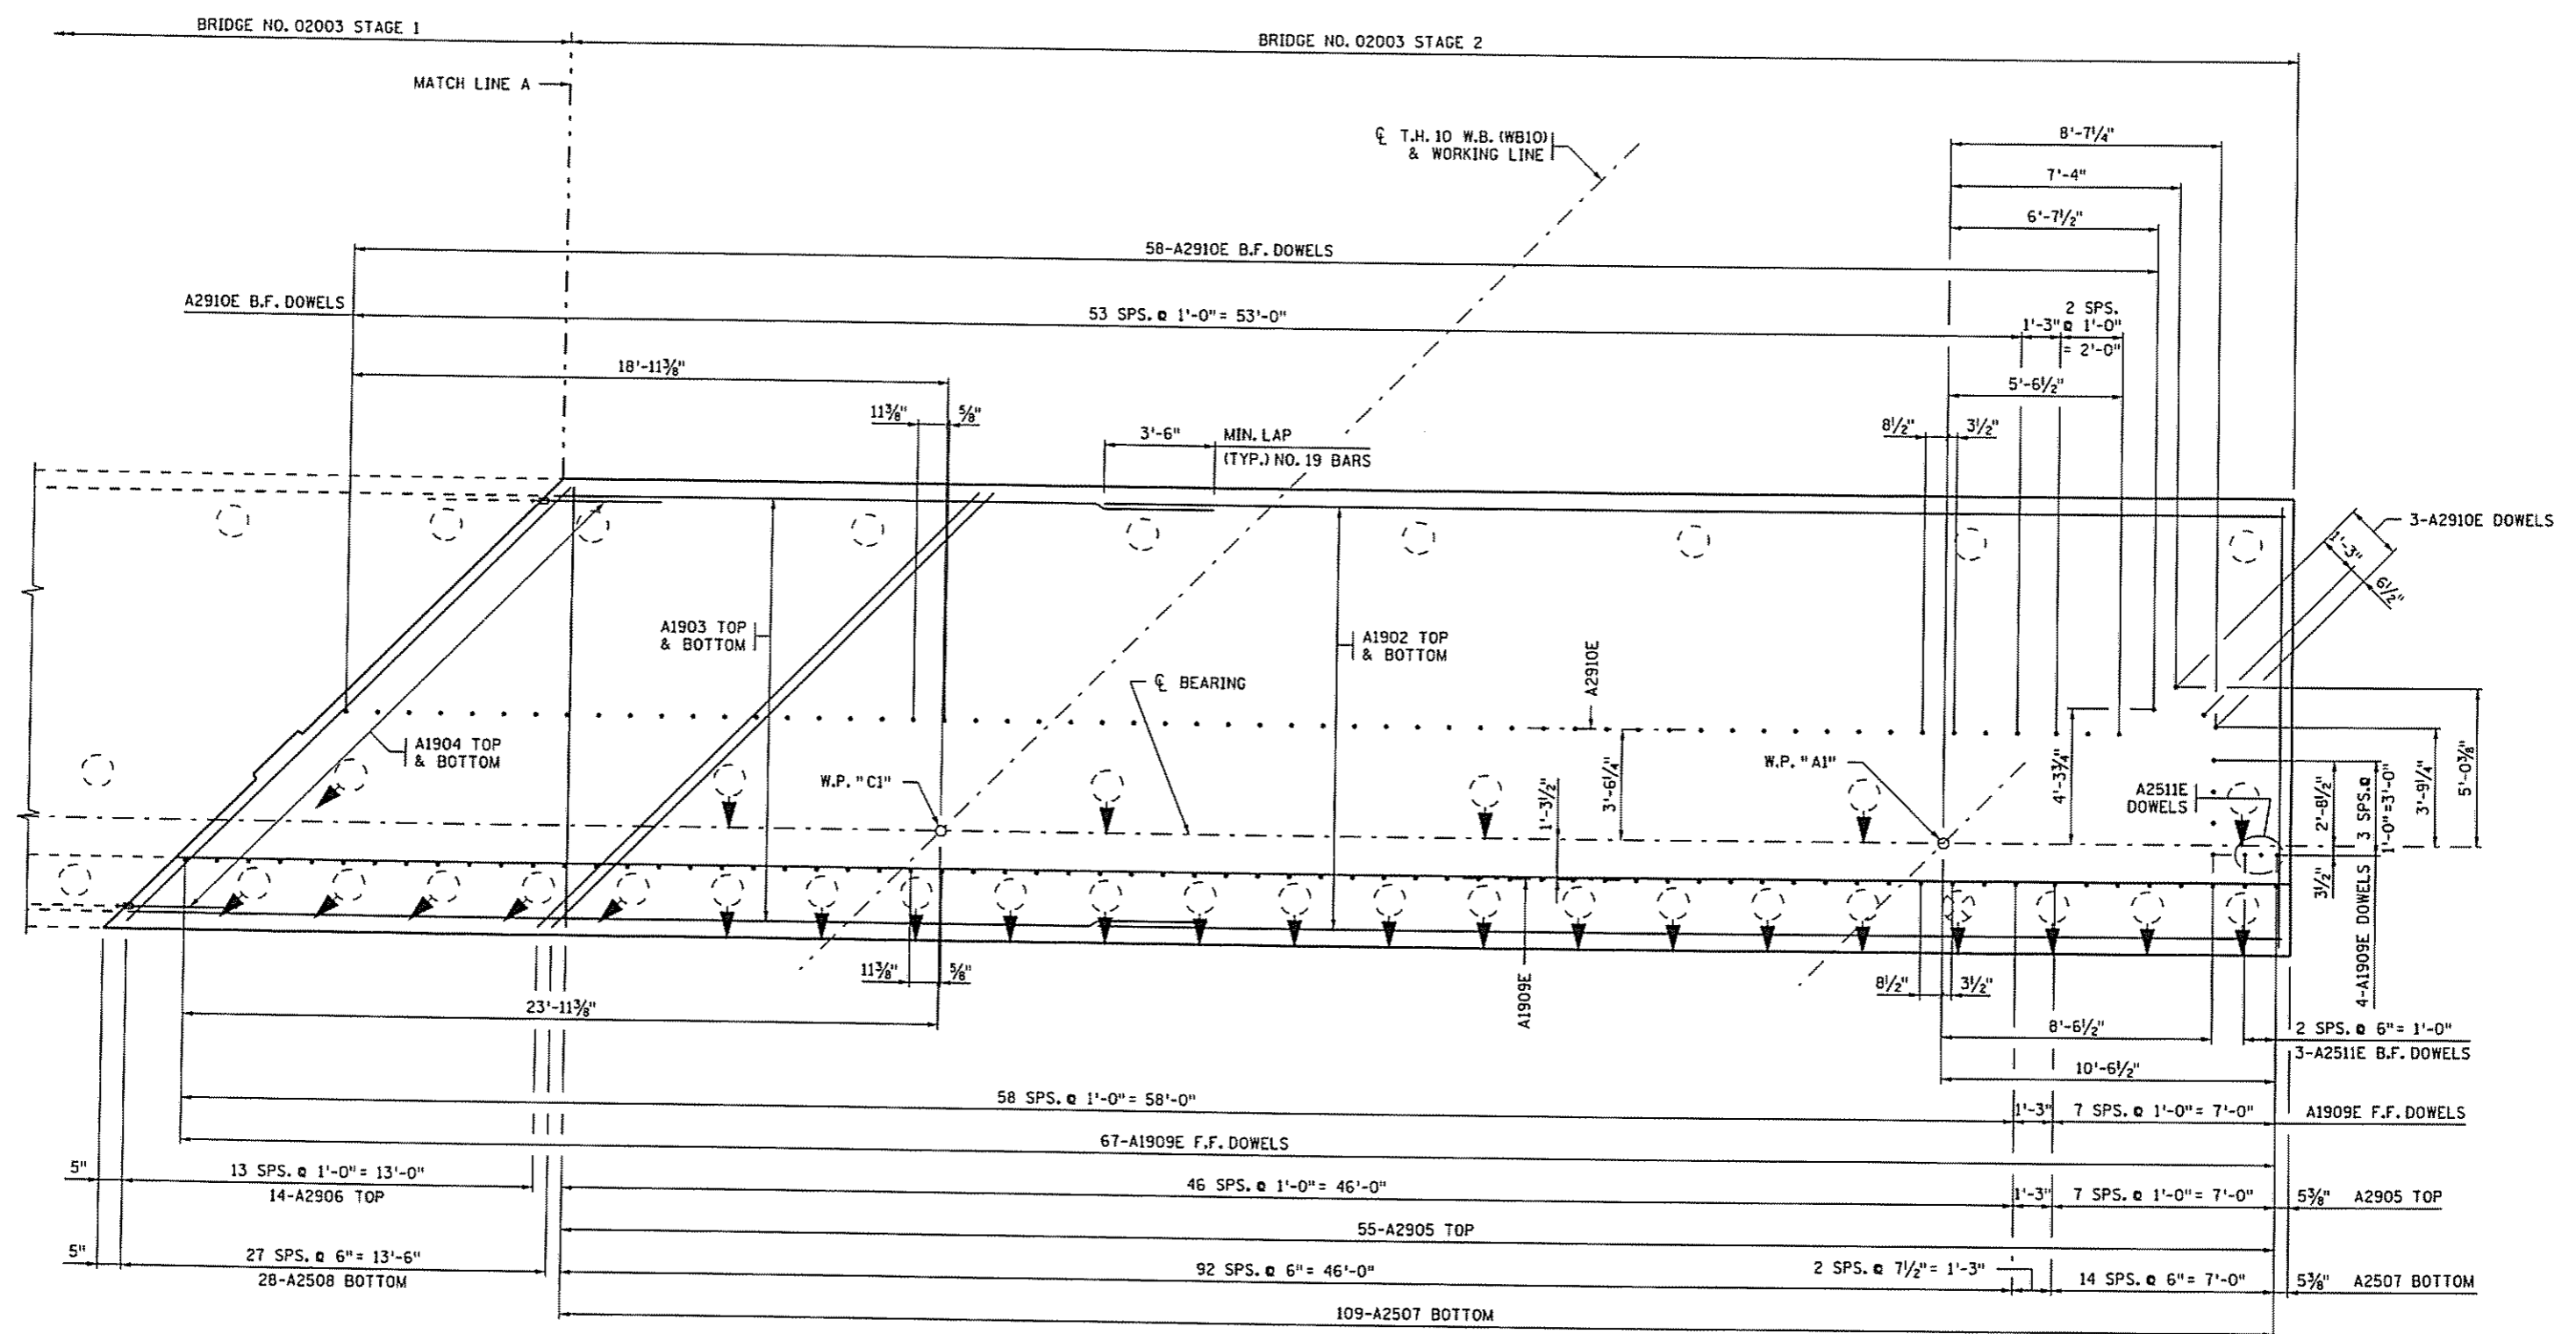 BRIDGE NO. 02003 STAGE 1
BRIDGE NO. 02003 STAGE 2
MATCH LINE A
℄ T.H. 10 W.B. (WB10)
& WORKING LINE
8'-7¼"
7'-4"
6'-7½"
58-A2910E B.F. DOWELS
A2910E B.F. DOWELS
53 SPS. @ 1'-0" = 53'-0"
2 SPS.
1'-3" @ 1'-0"
= 2'-0"
18'-11⅜"
5'-6½"
11⅜"
⅝"
3'-6"
MIN. LAP
(TYP.) NO. 19 BARS
8½"
3½"
3-A2910E DOWELS
1'-3"
6½"
A1903 TOP
& BOTTOM
A1902 TOP
& BOTTOM
A2910E
℄ BEARING
A1904 TOP
& BOTTOM
W.P. "C1"
W.P. "A1"
1'-3½"
3'-6¼"
4'-3¾"
A2511E
DOWELS
2'-8½"
3½"
4-A1909E DOWELS 3 SPS. @
1'-0"=3'-0"
3'-9¼"
5'-0⅜"
11⅜"
⅝"
A1909E
8½"
3½"
23'-11⅜"
8'-6½"
2 SPS. @ 6" = 1'-0"
3-A2511E B.F. DOWELS
10'-6½"
58 SPS. @ 1'-0" = 58'-0"
1'-3"
7 SPS. @ 1'-0" = 7'-0"
A1909E F.F. DOWELS
67-A1909E F.F. DOWELS
5"
13 SPS. @ 1'-0" = 13'-0"
14-A2906 TOP
46 SPS. @ 1'-0" = 46'-0"
1'-3"
7 SPS. @ 1'-0" = 7'-0"
5⅜"
A2905 TOP
55-A2905 TOP
5"
27 SPS. @ 6" = 13'-6"
28-A2508 BOTTOM
92 SPS. @ 6" = 46'-0"
2 SPS. @ 7½" = 1'-3"
14 SPS. @ 6" = 7'-0"
5⅜"
A2507 BOTTOM
109-A2507 BOTTOM